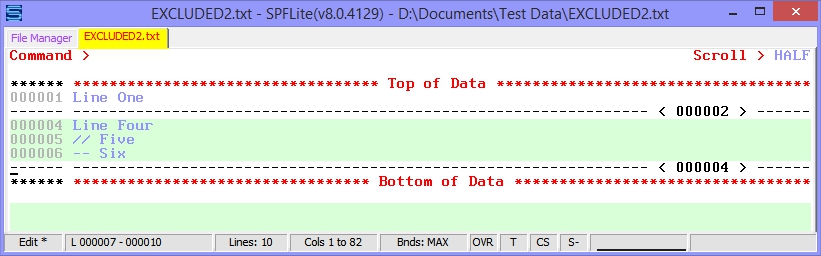 EXCLUDED2.txt - SPFLite(v8.0.4129) - D:\Documents\Test Data\EXCLUDED2.txt
File Manager EXCLUDED2.txt
Command > Scroll > HALF
****** ********************************** Top of Data ***********************************
000001 Line One
------ ---------------------------------------------------------------- < 000002 > ------
000004 Line Four
000005 // Five
000006 -- Six
------ ---------------------------------------------------------------- < 000004 > ------
****** ********************************* Bottom of Data *********************************
Edit * L 000007 - 000010 Lines: 10 Cols 1 to 82 Bnds: MAX OVR T CS S-